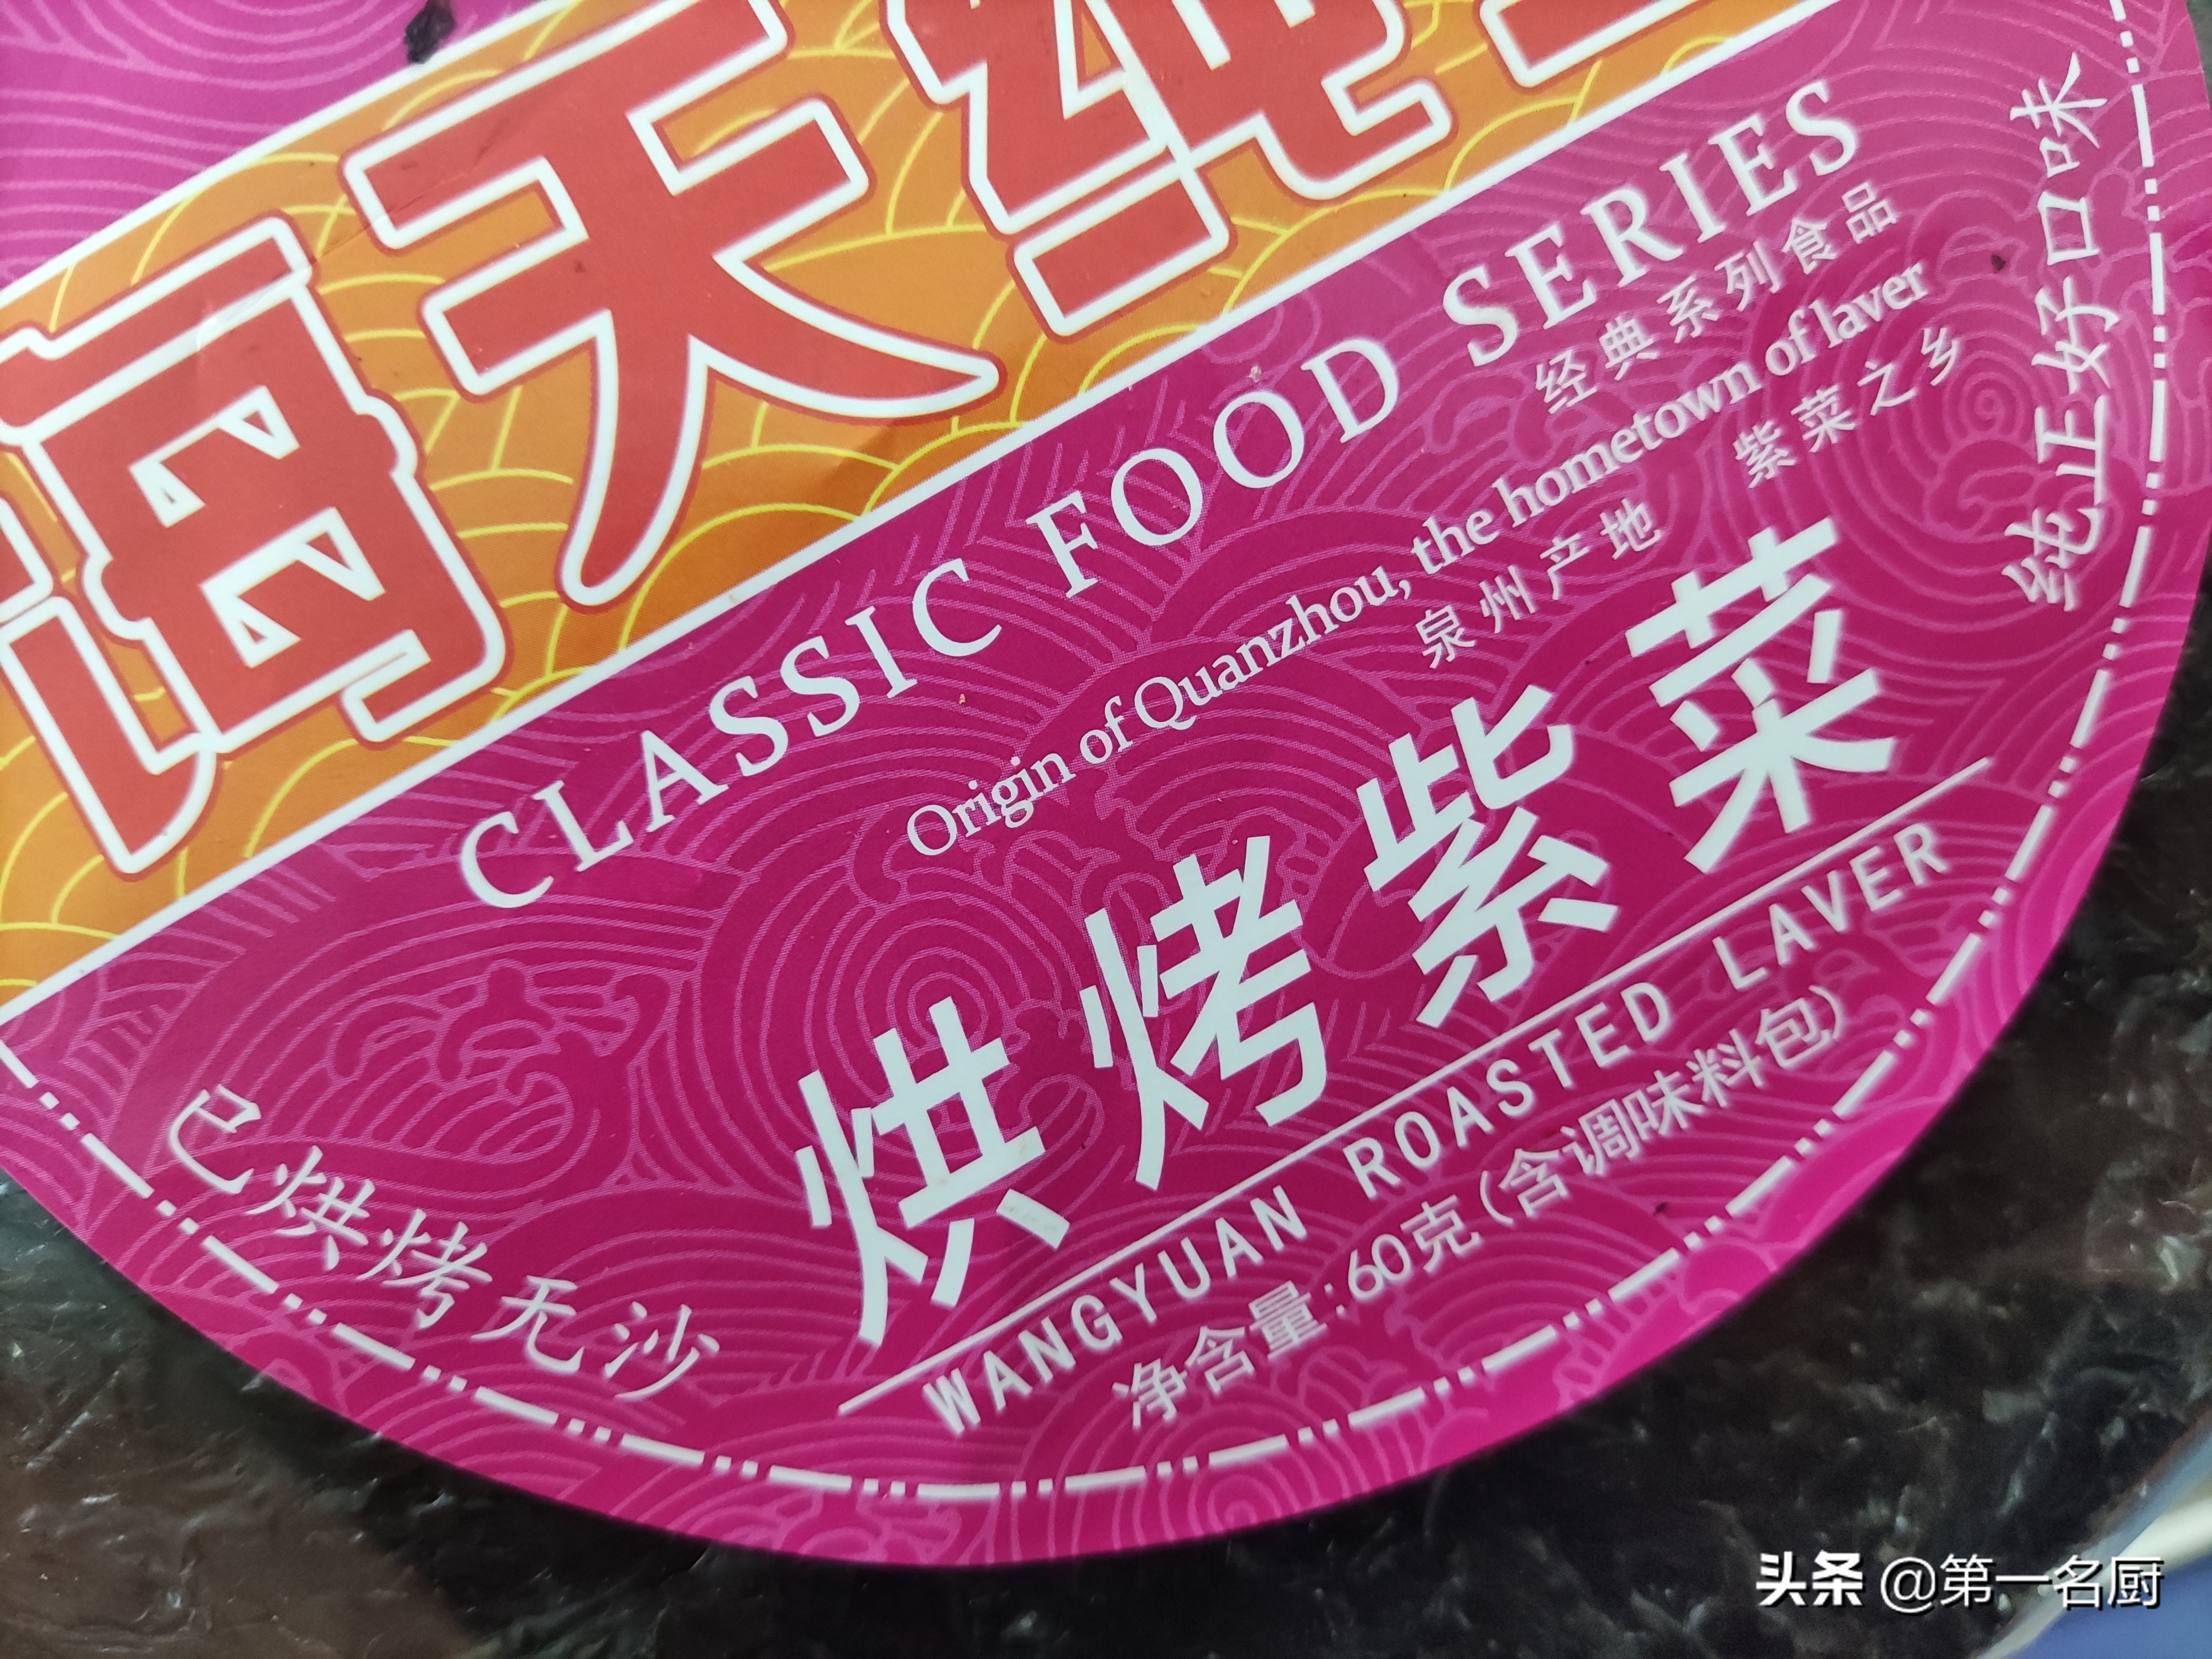 海天纯
CLASSIC FOOD SERIES
经典系列食品
Origin of Quanzhou, the hometown of laver
泉州产地 紫菜之乡
纯正好口味
烘烤紫菜
WANGYUAN ROASTED LAVER
净含量:60克(含调味料包)
已烘烤无沙
头条 @第一名厨